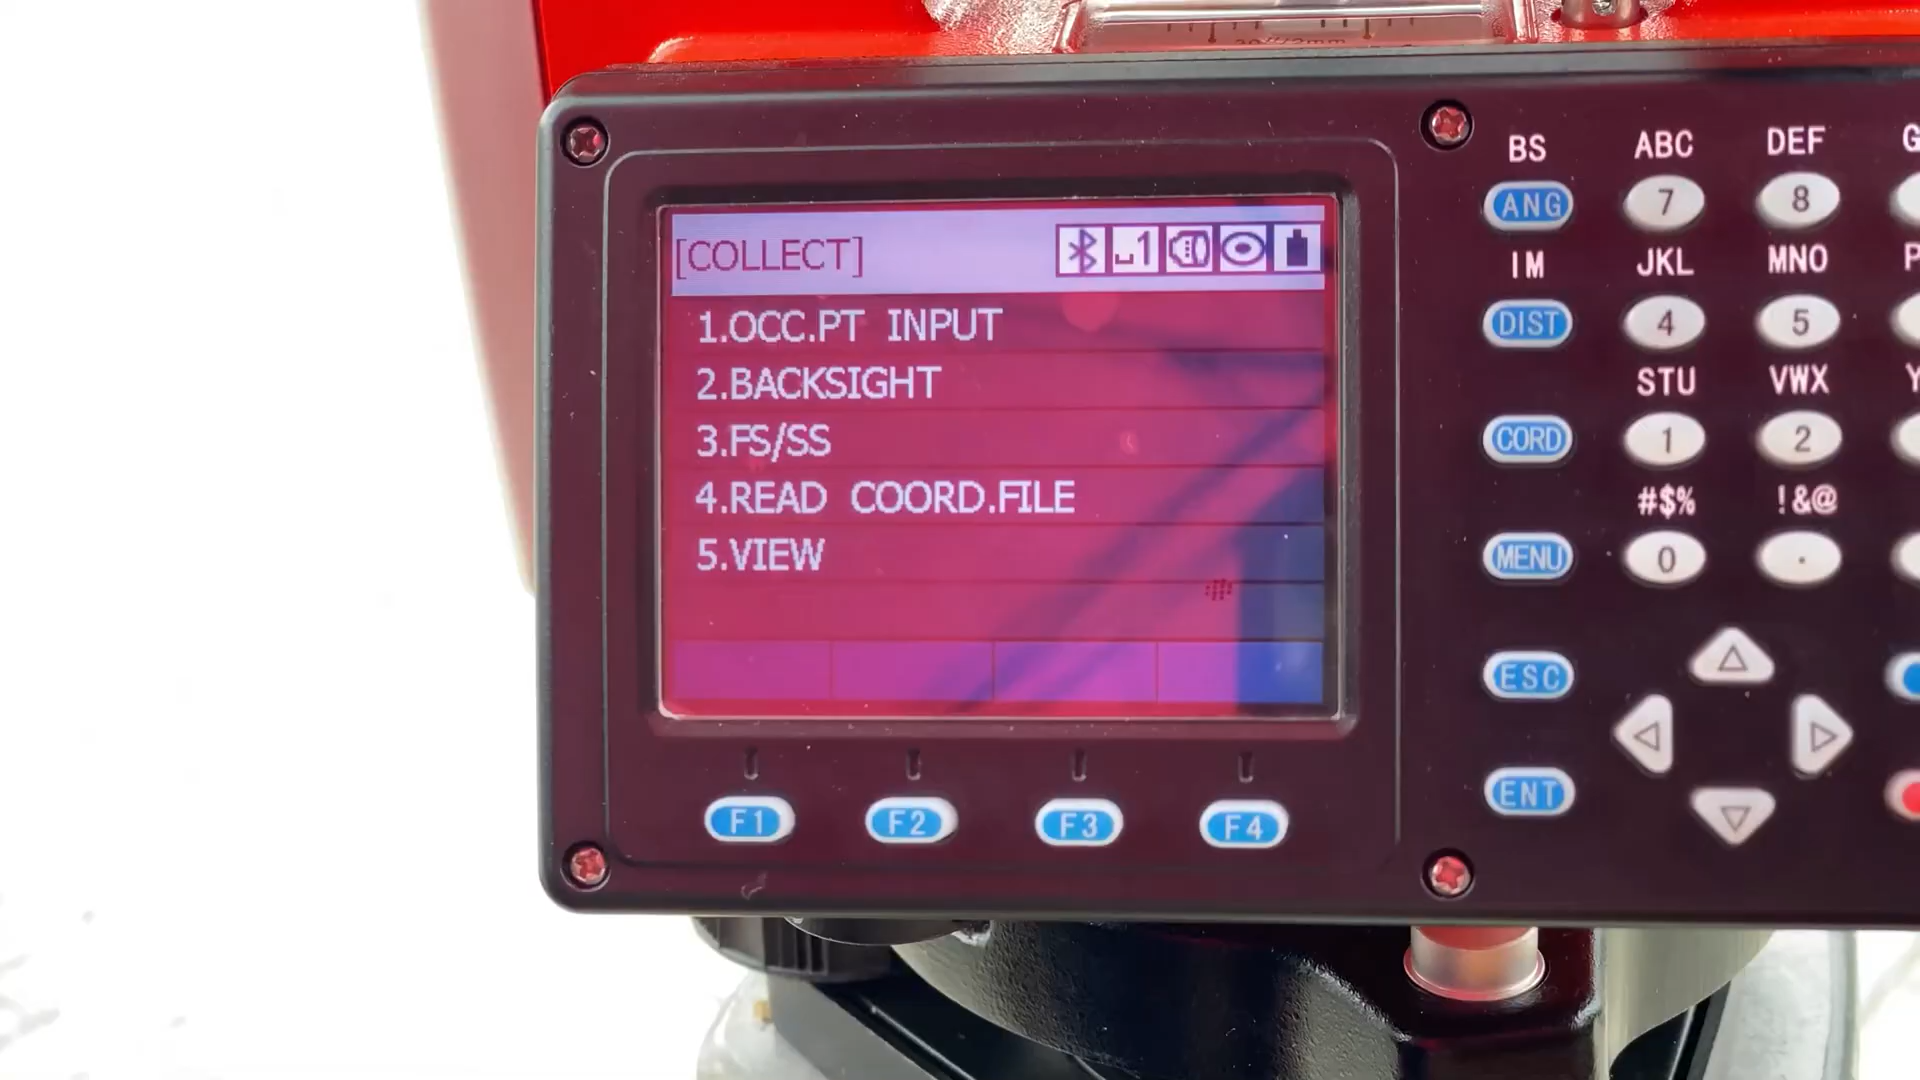 [COLLECT] 1
1.OCC.PT INPUT
2.BACKSIGHT
3.FS/SS
4.READ COORD.FILE
5.VIEW
F1 F2 F3 F4
BS ABC DEF G
ANG 7 8
IM JKL MNO P
DIST 4 5
STU VWX Y
CORD 1 2
#$% !&@
MENU 0 .
ESC
ENT